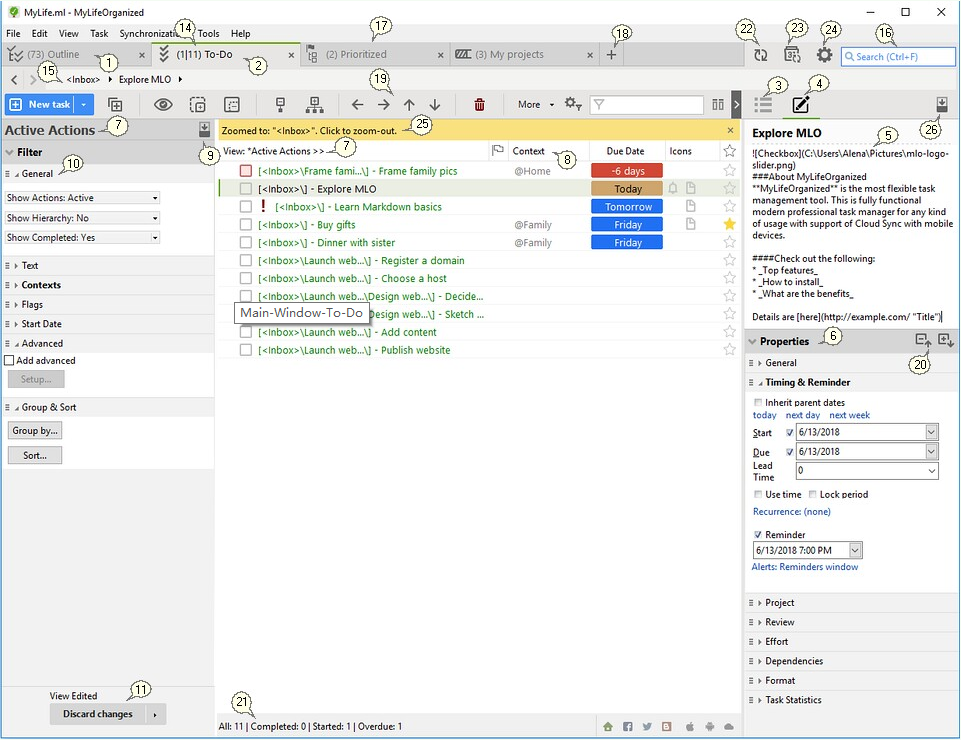 MyLife.ml - MyLifeOrganized
File Edit View Task Synchronization Tools Help
14 17 18 22 23 24 16
(73) Outline 1 (1|11) To-Do 2 (2) Prioritized (3) My projects
Search (Ctrl+F)
15 <Inbox> Explore MLO 19 3 4
New task More
Active Actions 7 9
Zoomed to: "<Inbox>". Click to zoom-out. 25
View: *Active Actions >> 7 Context 8 Due Date Icons
Filter
10
General
Show Actions: Active
Show Hierarchy: No
Show Completed: Yes
Text
Contexts
Flags
Start Date
Advanced
Add advanced
Setup...
Group & Sort
Group by...
Sort...
View Edited 11
Discard changes
[<Inbox>\Frame fami...\] - Frame family pics @Home -6 days
[<Inbox>\] - Explore MLO Today
! [<Inbox>\] - Learn Markdown basics Tomorrow
[<Inbox>\] - Buy gifts @Family Friday
[<Inbox>\] - Dinner with sister @Family Friday
[<Inbox>\Launch web...\] - Register a domain
[<Inbox>\Launch web...\] - Choose a host
[<Inbox>\Launch web...\Design web...\] - Decide...
Main-Window-To-Do
Design web...\] - Sketch ...
[<Inbox>\Launch web...\] - Add content
[<Inbox>\Launch web...\] - Publish website
21
All: 11 | Completed: 0 | Started: 1 | Overdue: 1
26
Explore MLO 5
![Checkbox](C:\Users\Alena\Pictures\mlo-logo-
slider.png)
###About MyLifeOrganized
**MyLifeOrganized** is the most flexible task
management tool. This is fully functional
modern professional task manager for any kind
of usage with support of Cloud Sync with mobile
devices.
####Check out the following:
* _Top features_
* _How to install_
* _What are the benefits_
Details are [here](http://example.com/ "Title")
Properties 6
20
General
Timing & Reminder
Inherit parent dates
today next day next week
Start 6/13/2018
Due 6/13/2018
Lead
Time 0
Use time Lock period
Recurrence: (none)
Reminder
6/13/2018 7:00 PM
Alerts: Reminders window
Project
Review
Effort
Dependencies
Format
Task Statistics